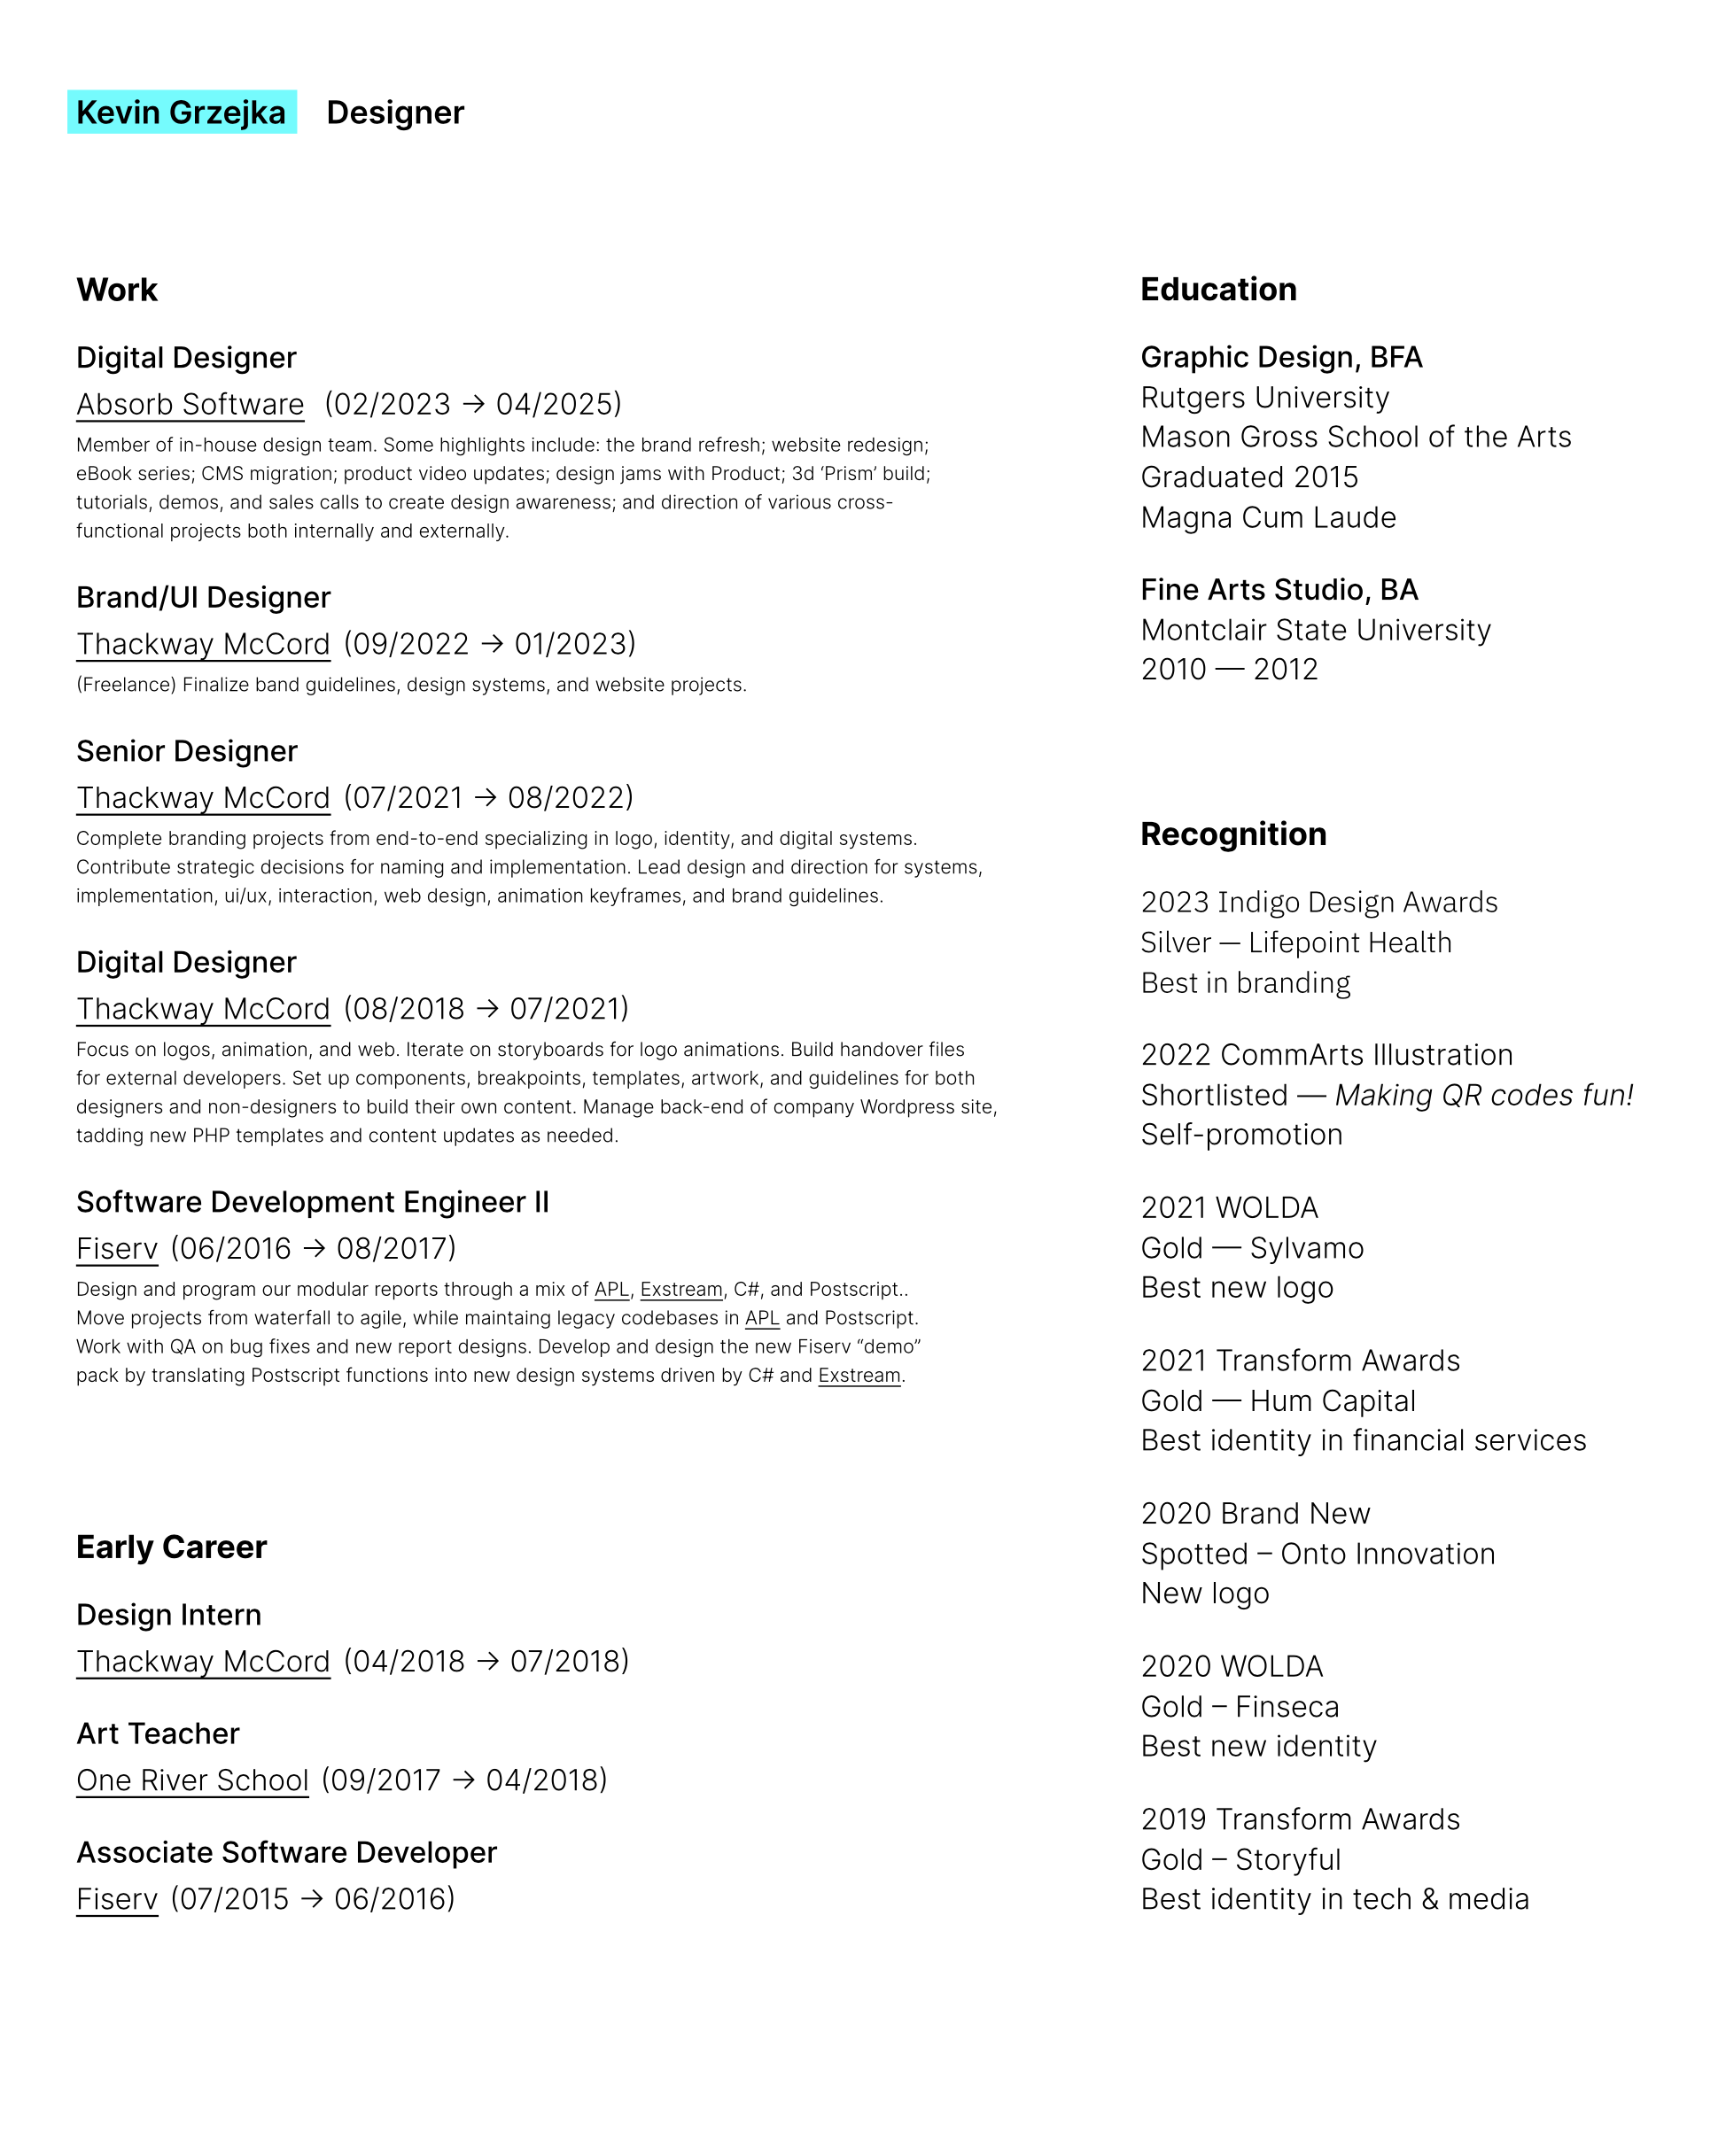 Kevin Grzejka Designer
Work
Digital Designer
Absorb Software (02/2023 → 04/2025)
Member of in-house design team. Some highlights include: the brand refresh; website redesign;
eBook series; CMS migration; product video updates; design jams with Product; 3d ‘Prism’ build;
tutorials, demos, and sales calls to create design awareness; and direction of various cross-
functional projects both internally and externally.
Brand/UI Designer
Thackway McCord (09/2022 → 01/2023)
(Freelance) Finalize band guidelines, design systems, and website projects.
Senior Designer
Thackway McCord (07/2021 → 08/2022)
Complete branding projects from end-to-end specializing in logo, identity, and digital systems.
Contribute strategic decisions for naming and implementation. Lead design and direction for systems,
implementation, ui/ux, interaction, web design, animation keyframes, and brand guidelines.
Digital Designer
Thackway McCord (08/2018 → 07/2021)
Focus on logos, animation, and web. Iterate on storyboards for logo animations. Build handover files
for external developers. Set up components, breakpoints, templates, artwork, and guidelines for both
designers and non-designers to build their own content. Manage back-end of company Wordpress site,
tadding new PHP templates and content updates as needed.
Software Development Engineer II
Fiserv (06/2016 → 08/2017)
Design and program our modular reports through a mix of APL, Exstream, C#, and Postscript..
Move projects from waterfall to agile, while maintaing legacy codebases in APL and Postscript.
Work with QA on bug fixes and new report designs. Develop and design the new Fiserv “demo”
pack by translating Postscript functions into new design systems driven by C# and Exstream.
Early Career
Design Intern
Thackway McCord (04/2018 → 07/2018)
Art Teacher
One River School (09/2017 → 04/2018)
Associate Software Developer
Fiserv (07/2015 → 06/2016)
Education
Graphic Design, BFA
Rutgers University
Mason Gross School of the Arts
Graduated 2015
Magna Cum Laude
Fine Arts Studio, BA
Montclair State University
2010 — 2012
Recognition
2023 Indigo Design Awards
Silver — Lifepoint Health
Best in branding
2022 CommArts Illustration
Shortlisted — Making QR codes fun!
Self-promotion
2021 WOLDA
Gold — Sylvamo
Best new logo
2021 Transform Awards
Gold — Hum Capital
Best identity in financial services
2020 Brand New
Spotted – Onto Innovation
New logo
2020 WOLDA
Gold – Finseca
Best new identity
2019 Transform Awards
Gold – Storyful
Best identity in tech & media